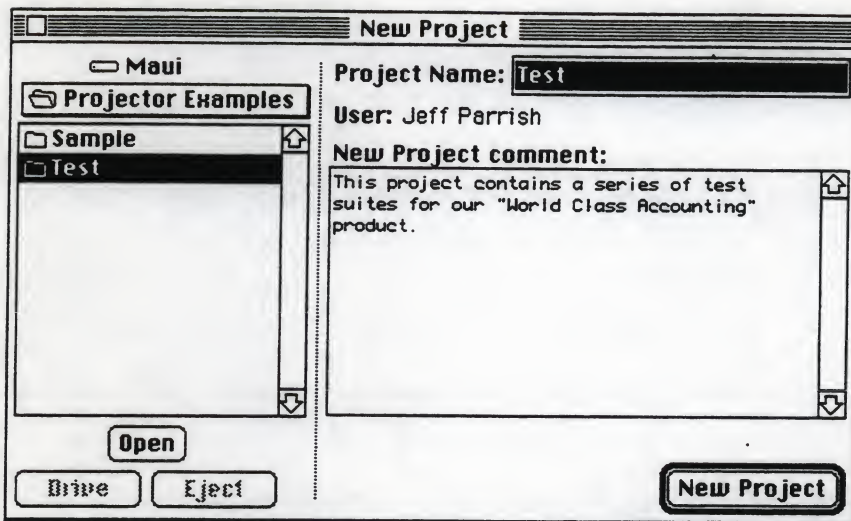 New Project
Maui
Projector Examples
Sample
Test
Open
Drive
Eject
Project Name: Test
User: Jeff Parrish
New Project comment:
This project contains a series of test
suites for our "World Class Accounting"
product.
New Project